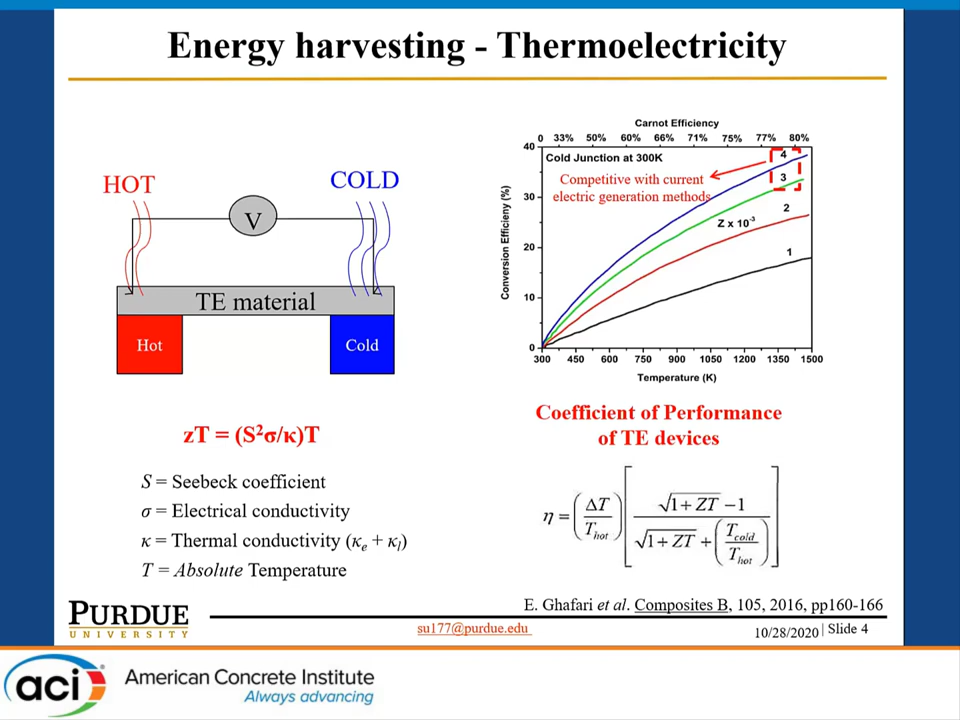 Energy harvesting - Thermoelectricity
HOT
COLD
V
TE material
Hot
Cold
zT = (S²σ/κ)T
S = Seebeck coefficient
σ = Electrical conductivity
κ = Thermal conductivity (κe + κl)
T = Absolute Temperature
Carnot Efficiency
0 33% 50% 60% 66% 71% 75% 77% 80%
Cold Junction at 300K
Competitive with current
electric generation methods
Z x 10⁻³
4
3
2
1
40
30
20
10
0
Conversion Efficieny (%)
300 450 600 750 900 1050 1200 1350 1500
Temperature (K)
Coefficient of Performance
of TE devices
η = (ΔT/Thot)[(√1+ZT −1)/(√1+ZT + (Tcold/Thot))]
E. Ghafari et al. Composites B, 105, 2016, pp160-166
PURDUE
UNIVERSITY
su177@purdue.edu
10/28/2020 | Slide 4
aci
American Concrete Institute
Always advancing